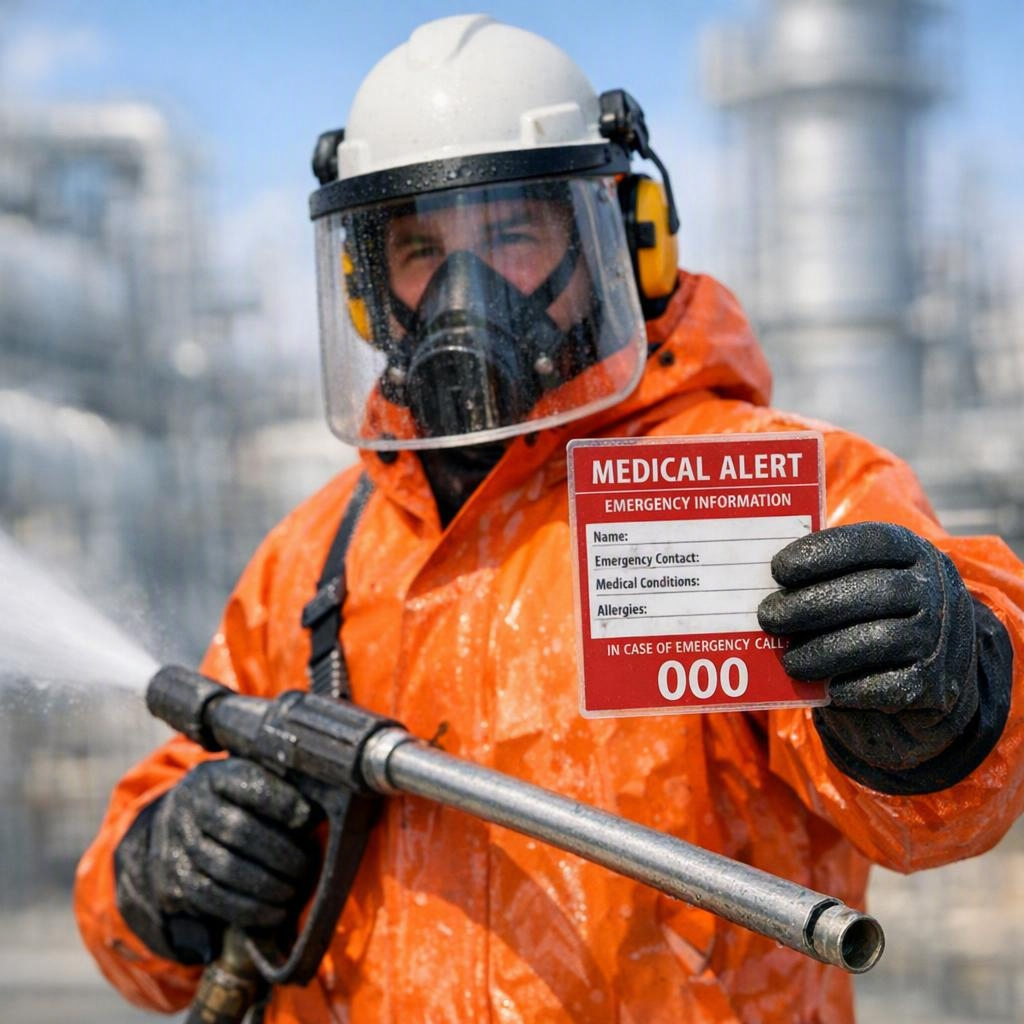 MEDICAL ALERT
EMERGENCY INFORMATION
Name:
Emergency Contact:
Medical Conditions:
Allergies:
IN CASE OF EMERGENCY CALL:
000